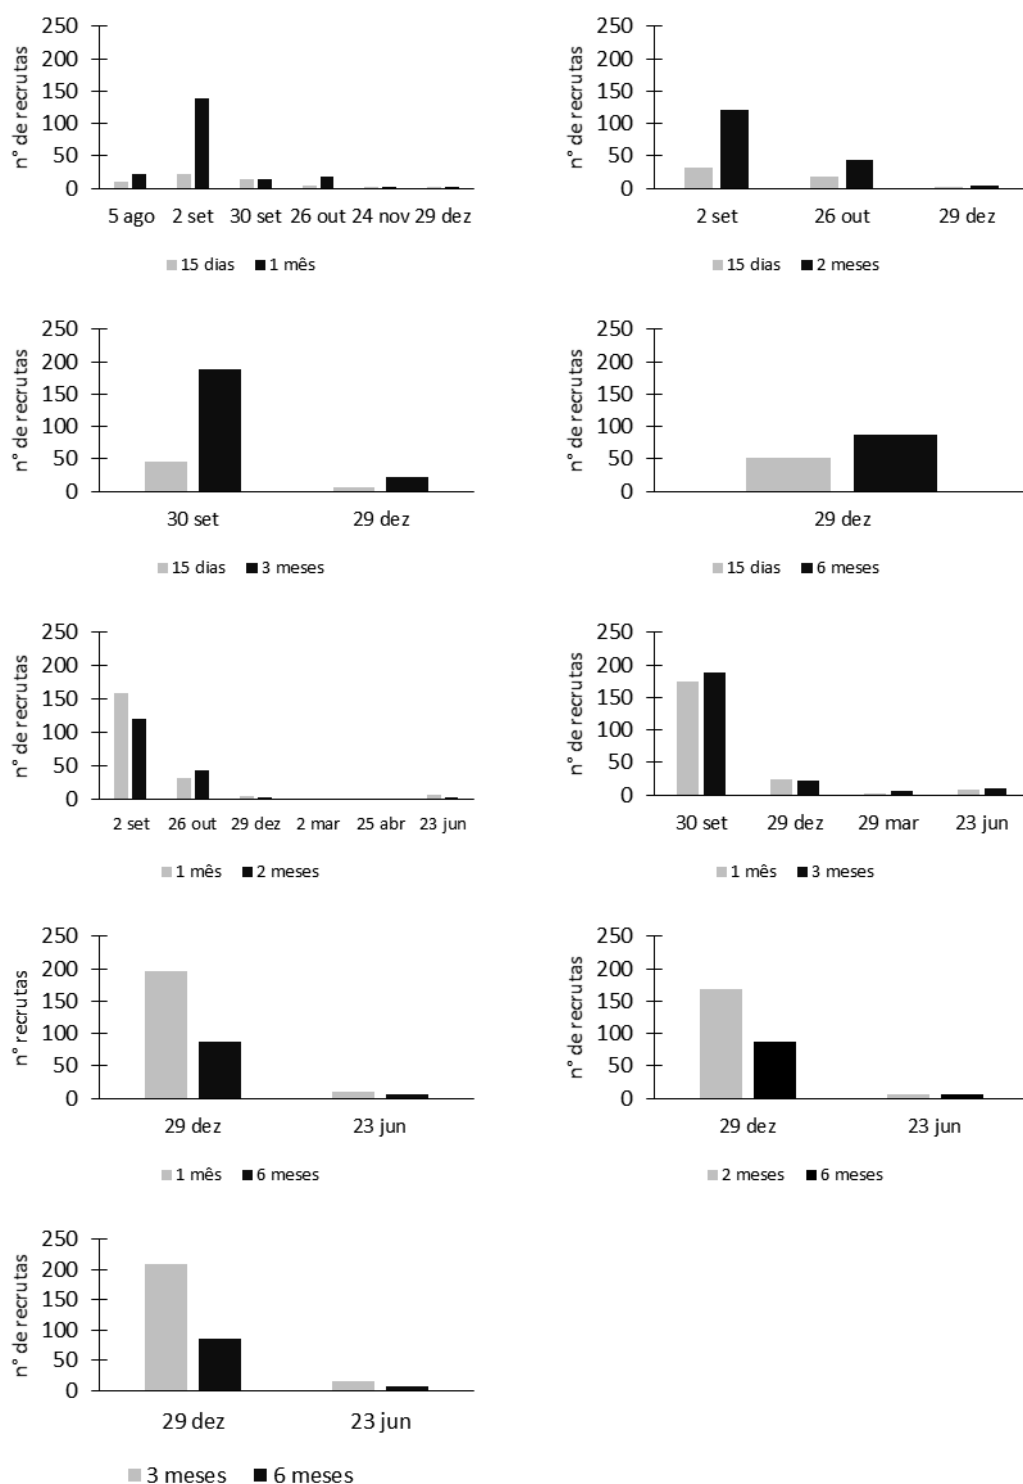 n° de recrutas
250
200
150
100
50
0
5 ago 2 set 30 set 26 out 24 nov 29 dez
15 dias 1 mês
n° de recrutas
250
200
150
100
50
0
2 set 26 out 29 dez
15 dias 2 meses
n° de recrutas
250
200
150
100
50
0
30 set 29 dez
15 dias 3 meses
n° de recrutas
250
200
150
100
50
0
29 dez
15 dias 6 meses
n° de recrutas
250
200
150
100
50
0
2 set 26 out 29 dez 2 mar 25 abr 23 jun
1 mês 2 meses
n° de recrutas
250
200
150
100
50
0
30 set 29 dez 29 mar 23 jun
1 mês 3 meses
n° recrutas
250
200
150
100
50
0
29 dez 23 jun
1 mês 6 meses
n° de recrutas
250
200
150
100
50
0
29 dez 23 jun
2 meses 6 meses
n° de recrutas
250
200
150
100
50
0
29 dez 23 jun
3 meses 6 meses